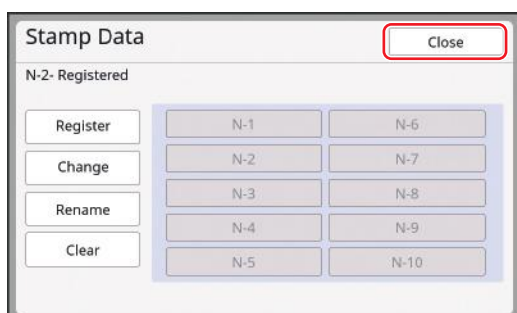 Stamp Data
Close
N-2- Registered
Register
Change
Rename
Clear
N-1
N-6
N-2
N-7
N-3
N-8
N-4
N-9
N-5
N-10